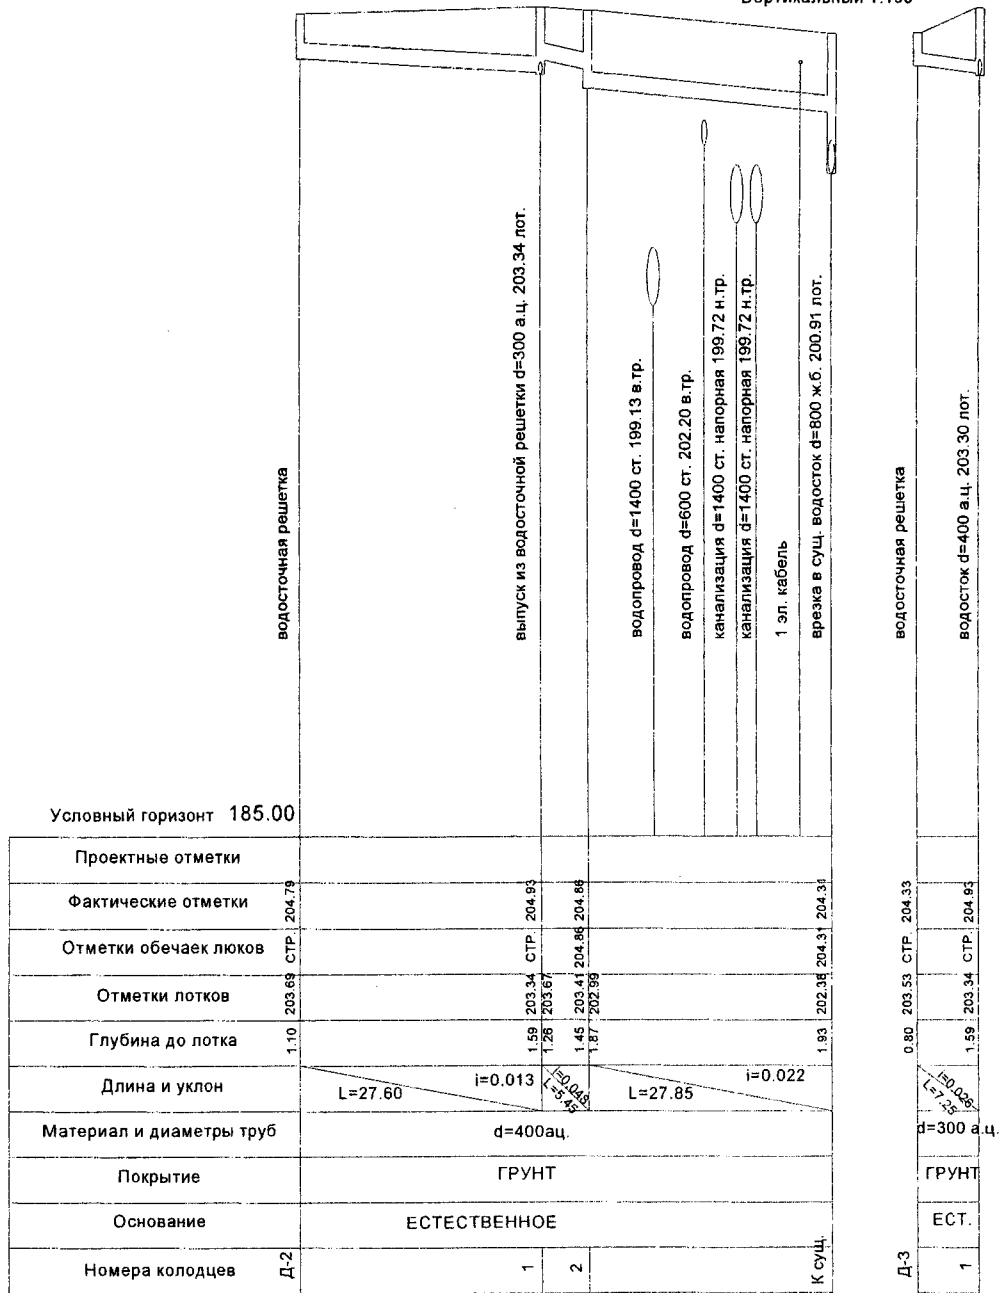 водосточная решетка
выпуск из водосточной решетки d=300 а.ц. 203.34 лот.
водопровод d=1400 ст. 199.13 в.тр.
водопровод d=600 ст. 202.20 в.тр.
канализация d=1400 ст. напорная 199.72 н.тр.
канализация d=1400 ст. напорная 199.72 н.тр.
1 эл. кабель
врезка в сущ. водосток d=800 ж.б. 200.91 лот.
водосточная решетка
водосток d=400 а.ц. 203.30 лот.
Условный горизонт 185.00
Проектные отметки
Фактические отметки 204.79 204.93 204.86 204.31 204.33 204.93
Отметки обечаек люков СТР. СТР. 204.86 204.31 СТР. СТР.
Отметки лотков 203.69 203.34 203.67 203.41 202.99 202.38 203.53 203.34
Глубина до лотка 1.10 1.59 1.26 1.45 1.87 1.93 0.80 1.59
Длина и уклон L=27.60 i=0.013 i=0.048 L=5.45 L=27.85 i=0.022 i=0.026 L=7.25
Материал и диаметры труб d=400ац. d=300 а.ц.
Покрытие ГРУНТ ГРУНТ
Основание ЕСТЕСТВЕННОЕ ЕСТ.
Номера колодцев Д-2 1 2 К сущ. Д-3 1